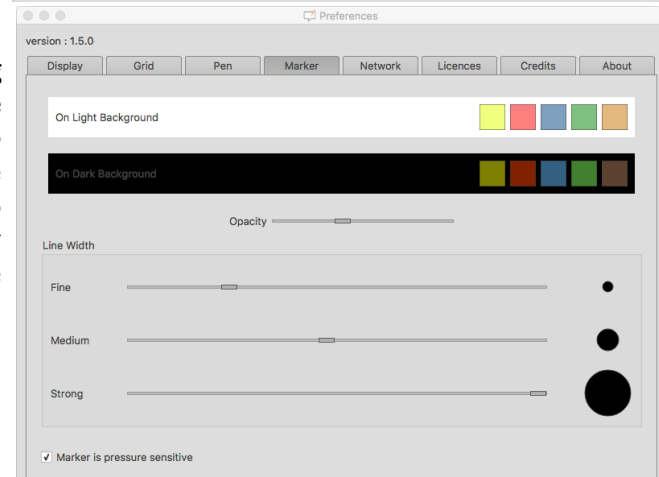 Preferences
version : 1.5.0
Display Grid Pen Marker Network Licences Credits About
On Light Background
On Dark Background
Opacity
Line Width
Fine
Medium
Strong
Marker is pressure sensitive